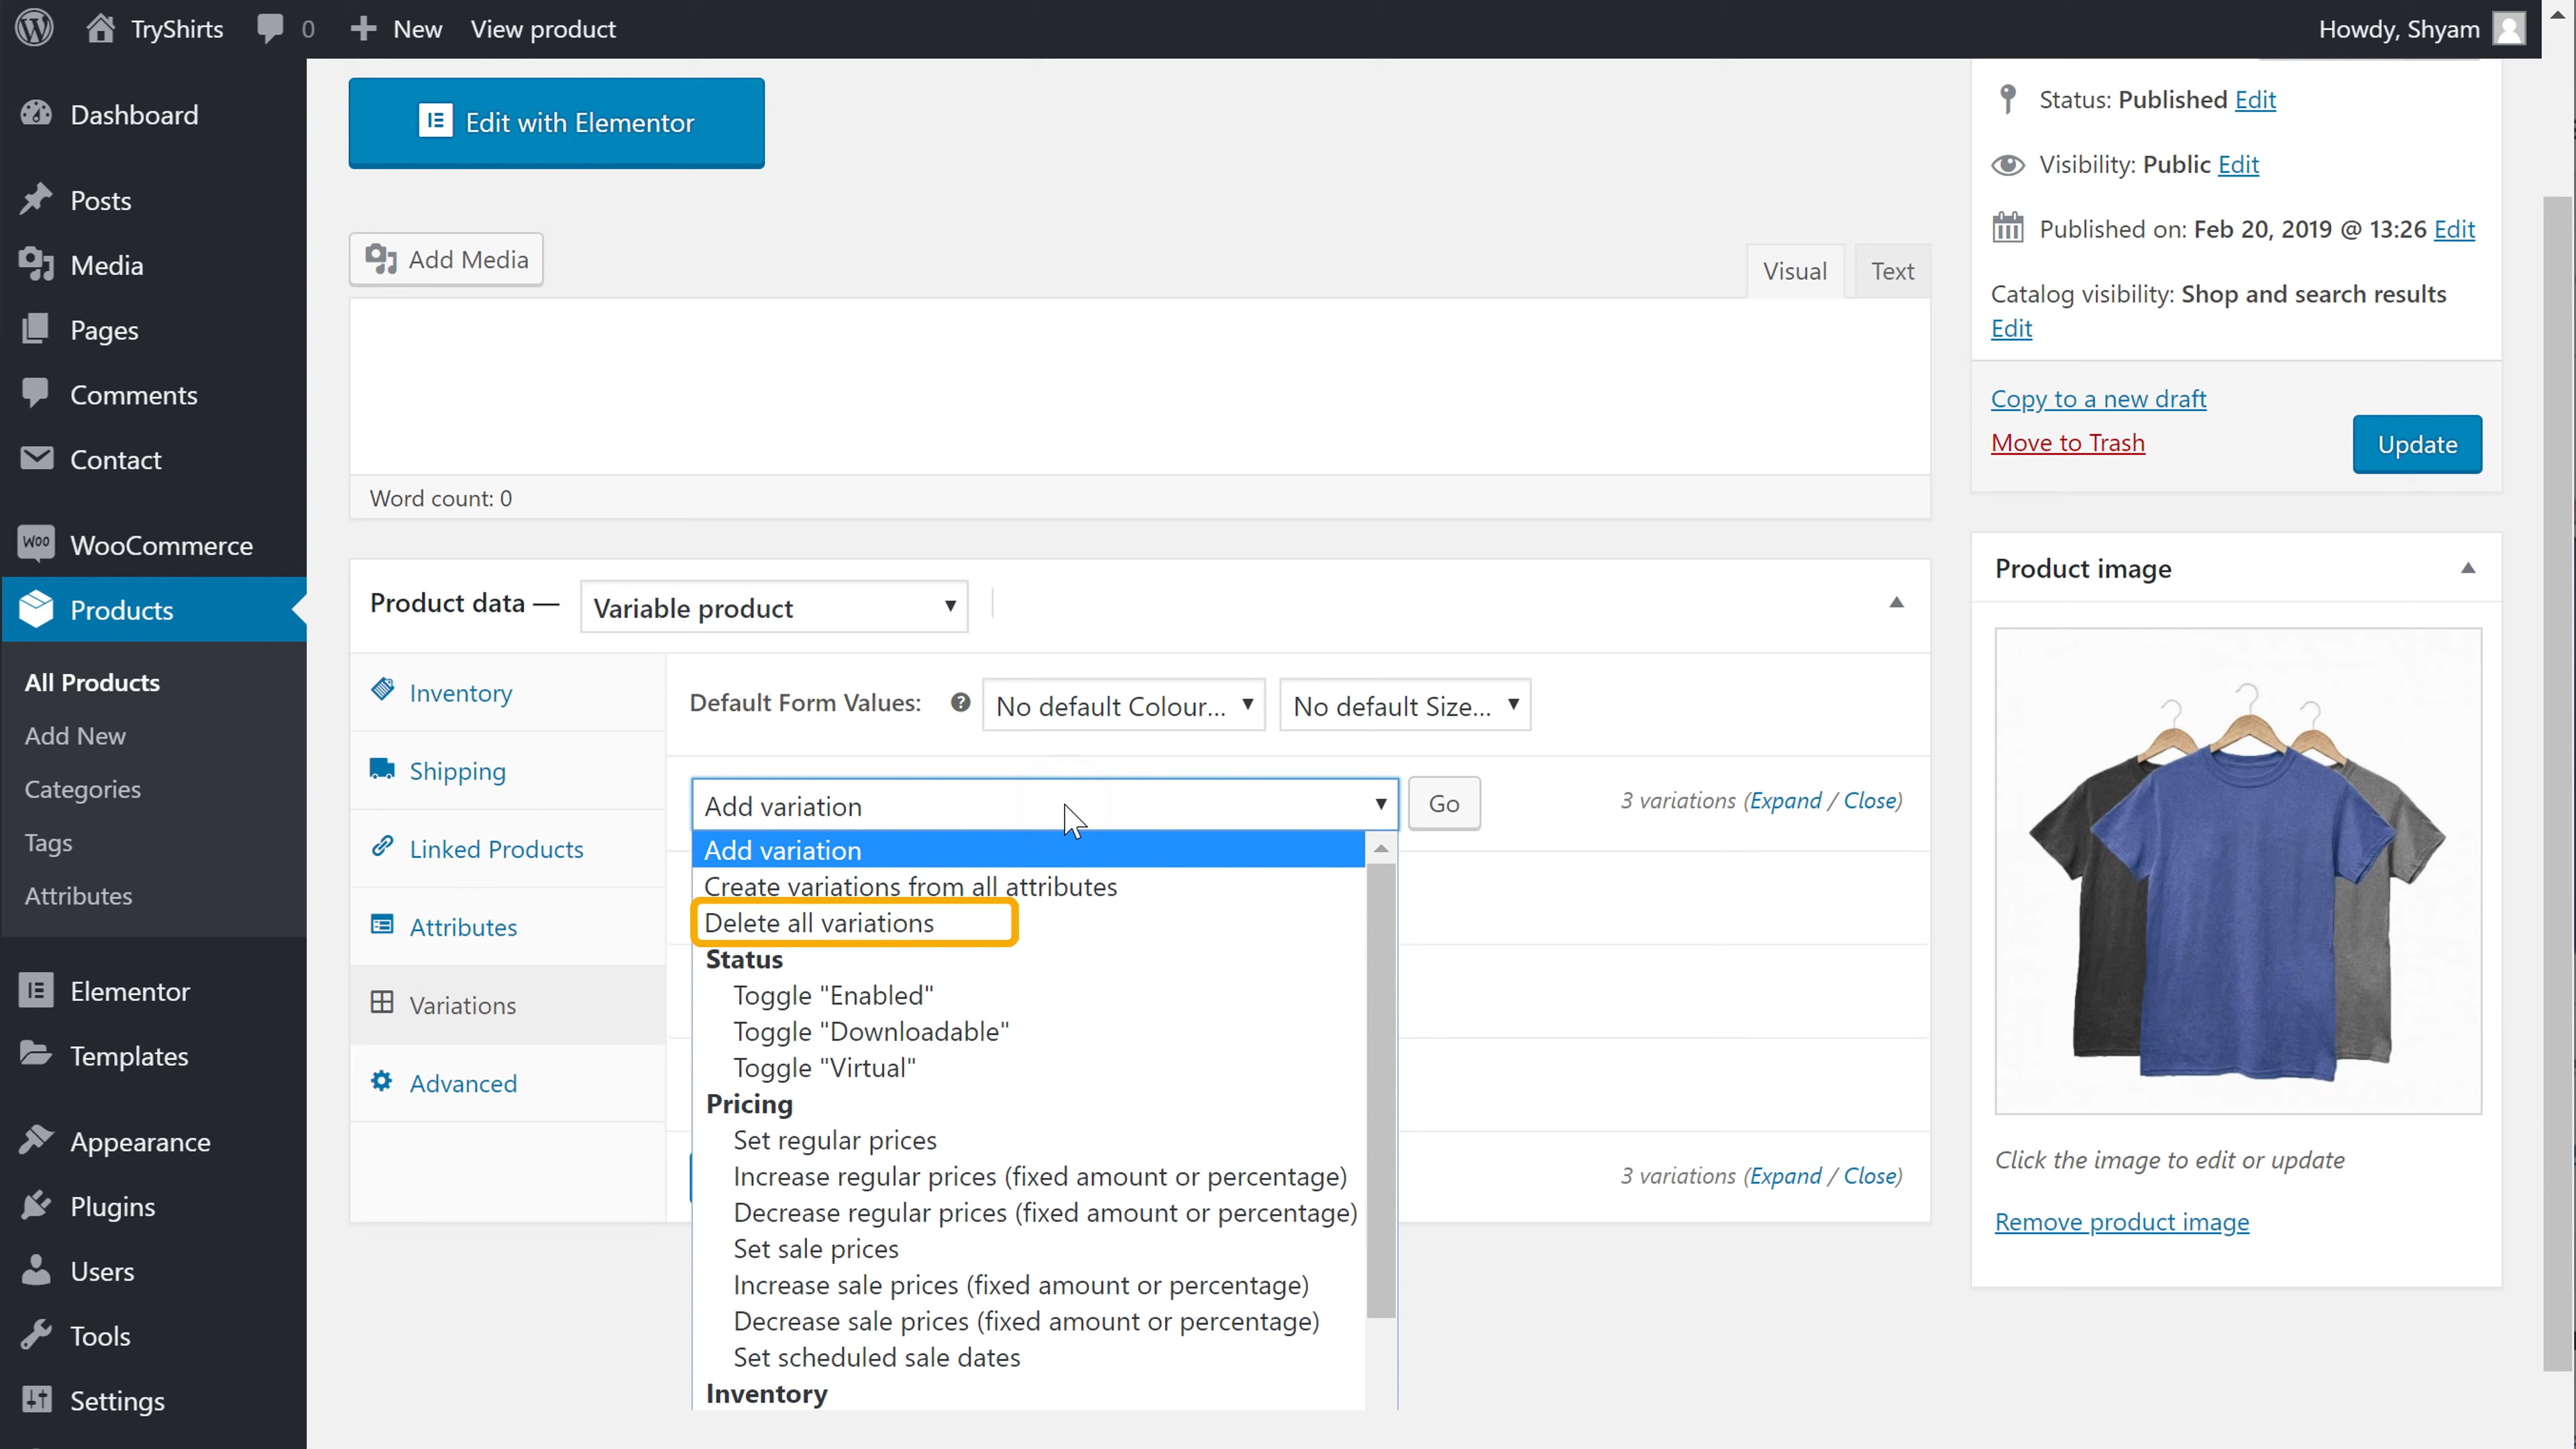 TryShirts 0 New View product Howdy, Shyam
Dashboard
Posts
Media
Pages
Comments
Contact
WOO WooCommerce
Products
All Products
Add New
Categories
Tags
Attributes
Elementor
Templates
Appearance
Plugins
Users
Tools
Settings
Edit with Elementor
Add Media
Visual Text
Word count: 0
Product data — Variable product
Inventory
Shipping
Linked Products
Attributes
Variations
Advanced
Default Form Values: No default Colour... No default Size...
Add variation Go 3 variations (Expand / Close)
Add variation
Create variations from all attributes
Delete all variations
Status
Toggle "Enabled"
Toggle "Downloadable"
Toggle "Virtual"
Pricing
Set regular prices
Increase regular prices (fixed amount or percentage)
Decrease regular prices (fixed amount or percentage)
Set sale prices
Increase sale prices (fixed amount or percentage)
Decrease sale prices (fixed amount or percentage)
Set scheduled sale dates
Inventory
3 variations (Expand / Close)
Status: Published Edit
Visibility: Public Edit
Published on: Feb 20, 2019 @ 13:26 Edit
Catalog visibility: Shop and search results
Edit
Copy to a new draft
Move to Trash
Update
Product image
Click the image to edit or update
Remove product image